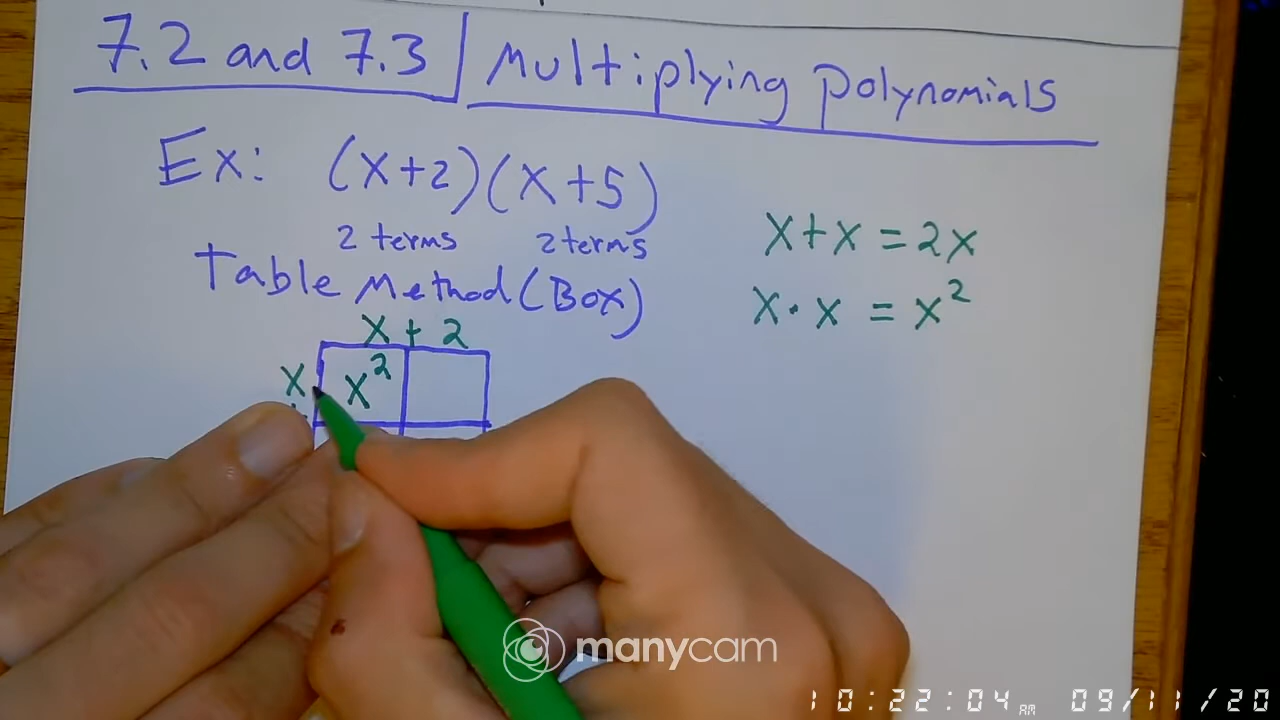 7.2 and 7.3 | Multiplying Polynomials
Ex: (x+2)(x+5)
2 terms 2 terms
x+x = 2x
Table Method (Box)
x · x = x²
x + 2
x x²
manycam
10:22:04 AM 09/11/20